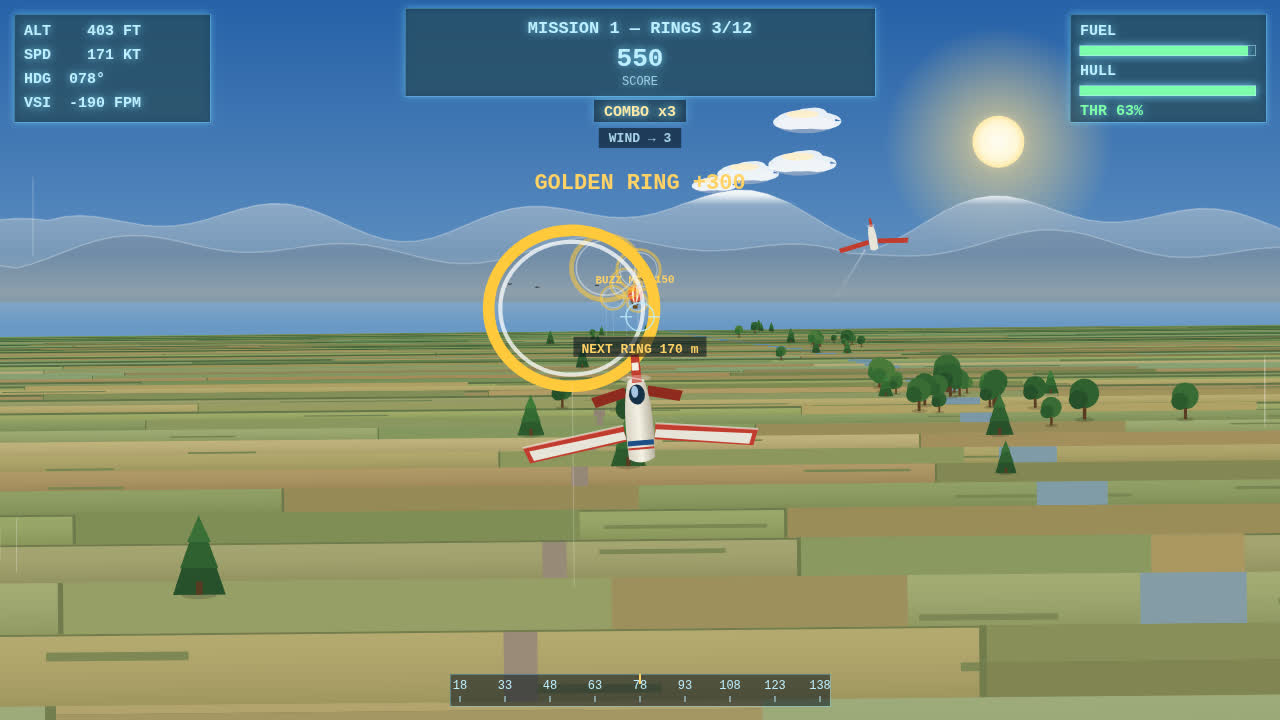 ALT 403 FT
SPD 171 KT
HDG 078°
VSI -190 FPM
MISSION 1 — RINGS 3/12
550
SCORE
COMBO x3
WIND → 3
FUEL
HULL
THR 63%
GOLDEN RING +300
BUZZ 150
NEXT RING 170 m
18 33 48 63 78 93 108 123 138